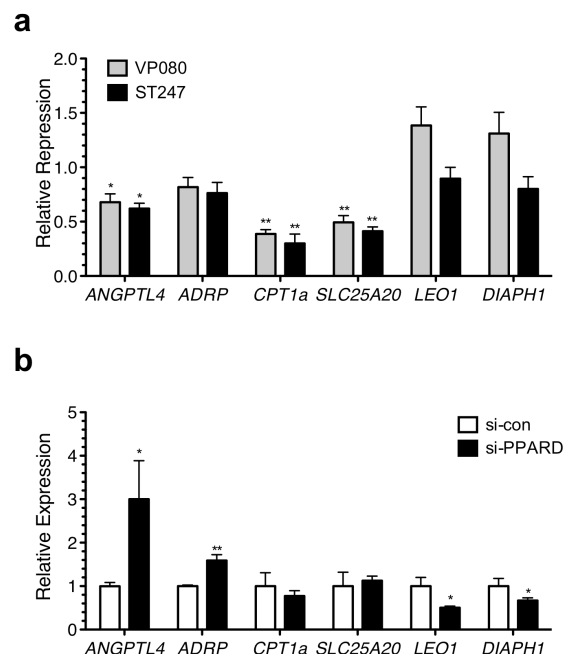 a
Relative Repression
2.0
1.5
1.0
0.5
0.0
VP080
ST247
* * ** ** ** **
ANGPTL4 ADRP CPT1a SLC25A20 LEO1 DIAPH1
b
Relative Expression
5
4
3
2
1
0
si-con
si-PPARD
* ** * *
ANGPTL4 ADRP CPT1a SLC25A20 LEO1 DIAPH1